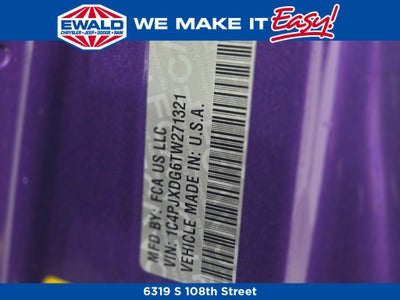 EWALD
CHRYSLER • JEEP • DODGE • RAM
WE MAKE IT Easy!
MFD BY: FCA US LLC
VIN: 1C4PJXDG6TW271321
VEHICLE MADE IN: U.S.A.
6319 S 108th Street